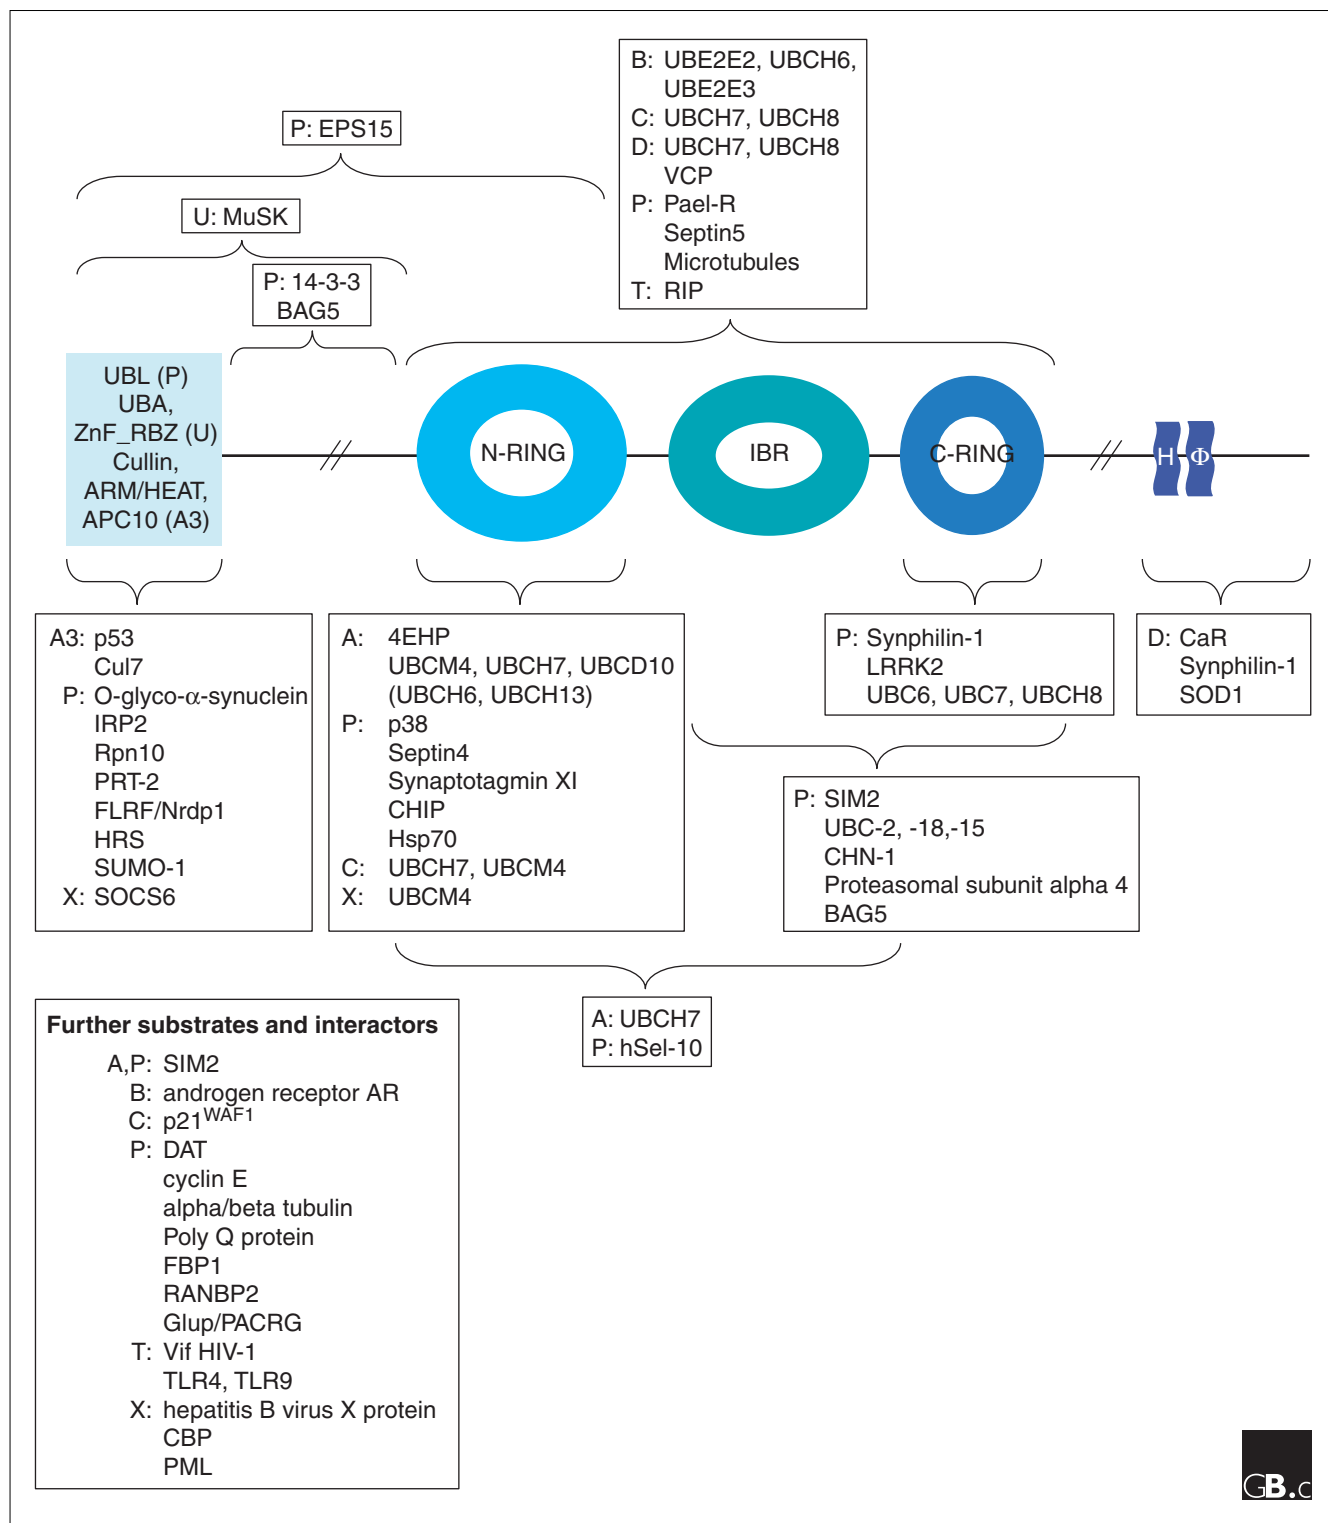 B: UBE2E2, UBCH6,
UBE2E3
C: UBCH7, UBCH8
D: UBCH7, UBCH8
VCP
P: Pael-R
Septin5
Microtubules
T: RIP
P: EPS15
U: MuSK
P: 14-3-3
BAG5
UBL (P)
UBA,
ZnF_RBZ (U)
Cullin,
ARM/HEAT,
APC10 (A3)
N-RING
IBR
C-RING
H
Φ
A3: p53
Cul7
P: O-glyco-α-synuclein
IRP2
Rpn10
PRT-2
FLRF/Nrdp1
HRS
SUMO-1
X: SOCS6
A: 4EHP
UBCM4, UBCH7, UBCD10
(UBCH6, UBCH13)
P: p38
Septin4
Synaptotagmin XI
CHIP
Hsp70
C: UBCH7, UBCM4
X: UBCM4
P: Synphilin-1
LRRK2
UBC6, UBC7, UBCH8
D: CaR
Synphilin-1
SOD1
P: SIM2
UBC-2, -18,-15
CHN-1
Proteasomal subunit alpha 4
BAG5
A: UBCH7
P: hSel-10
Further substrates and interactors
A,P: SIM2
B: androgen receptor AR
C: p21WAF1
P: DAT
cyclin E
alpha/beta tubulin
Poly Q protein
FBP1
RANBP2
Glup/PACRG
T: Vif HIV-1
TLR4, TLR9
X: hepatitis B virus X protein
CBP
PML
GB.c